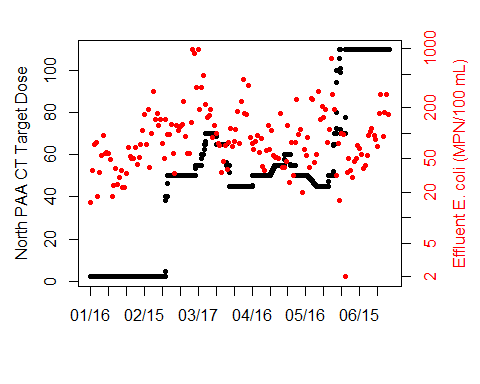 North PAA CT Target Dose
0 20 40 60 80 100
01/16 02/15 03/17 04/16 05/16 06/15
2 5 20 50 200 1000
Effluent E. coli (MPN/100 mL)